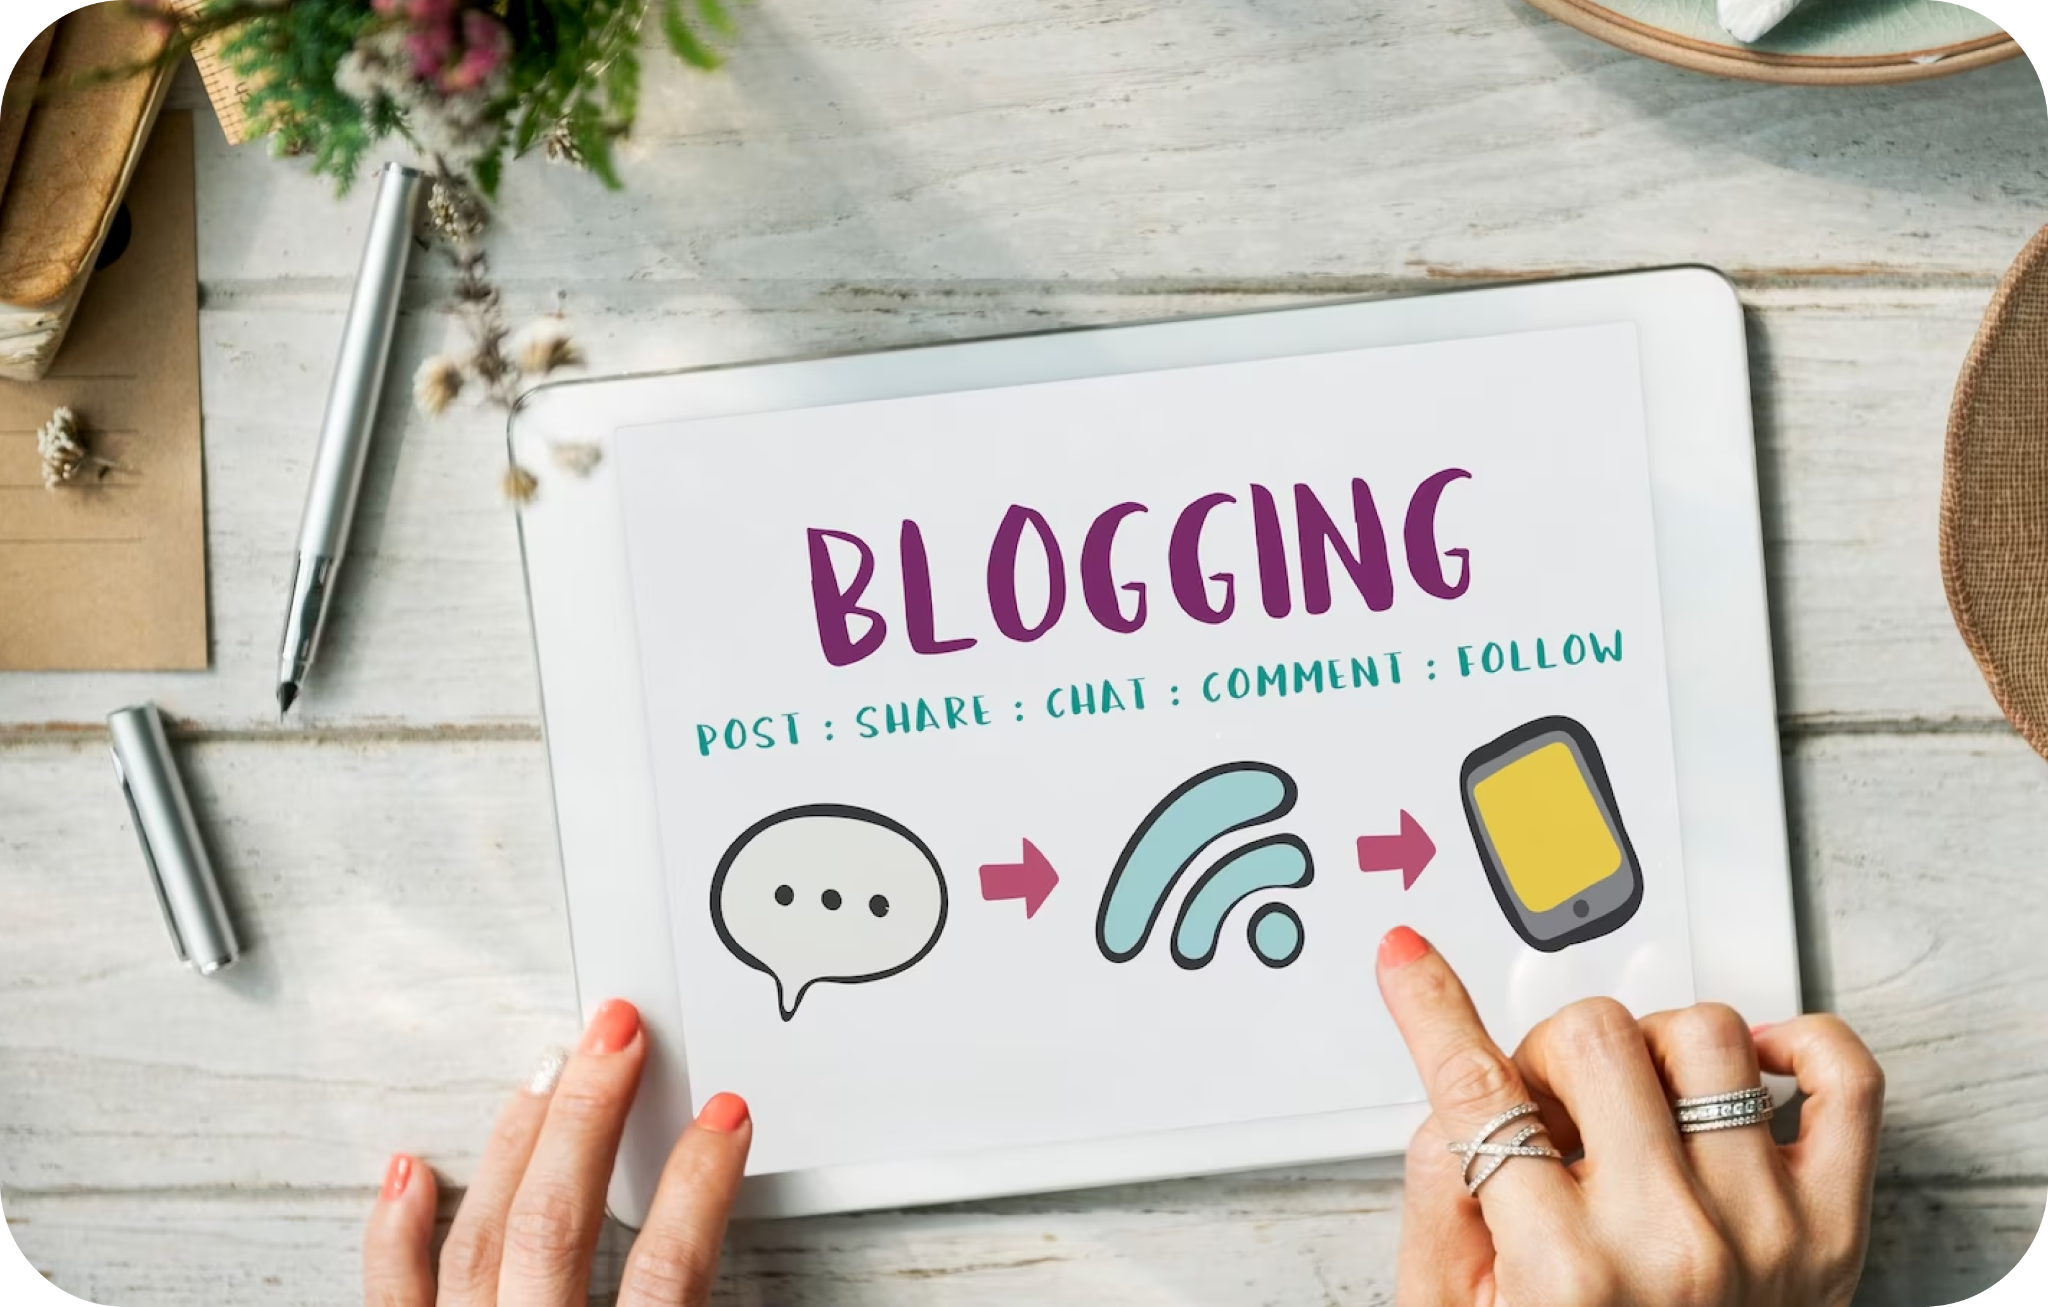 BLOGGING
POST : SHARE : CHAT : COMMENT : FOLLOW